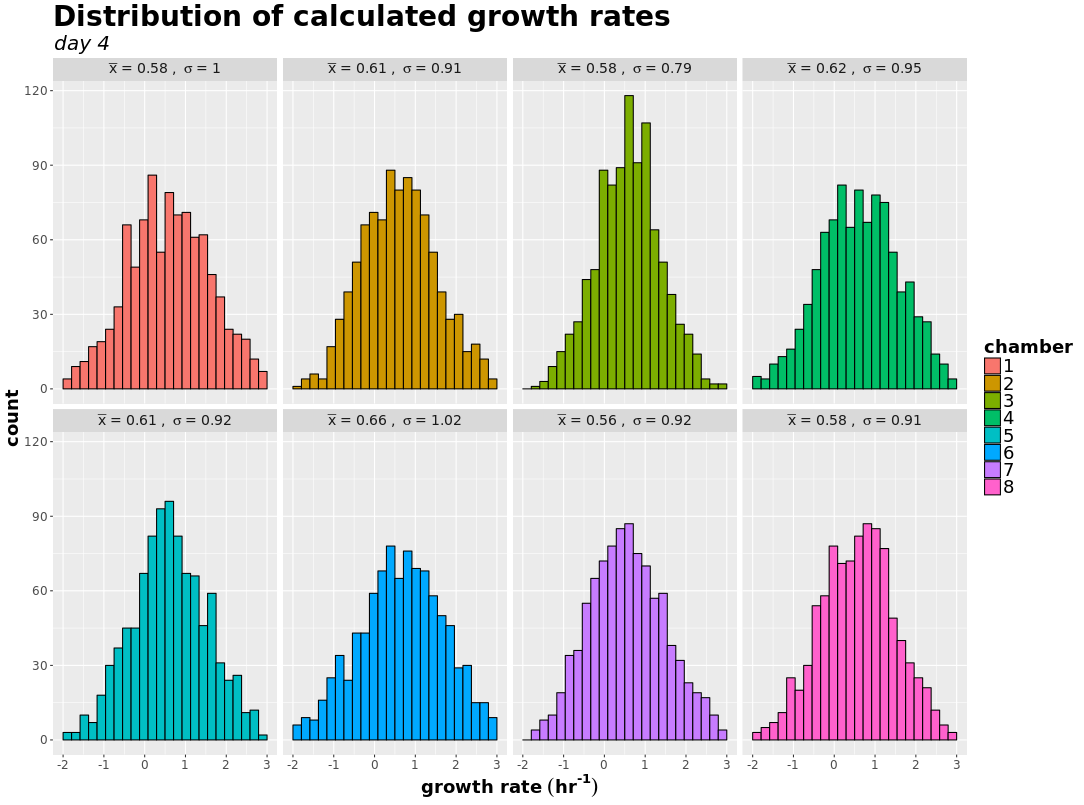 Distribution of calculated growth rates
day 4
x̅ = 0.58 , σ = 1
x̅ = 0.61 , σ = 0.91
x̅ = 0.58 , σ = 0.79
x̅ = 0.62 , σ = 0.95
120
90
60
30
0
x̅ = 0.61 , σ = 0.92
x̅ = 0.66 , σ = 1.02
x̅ = 0.56 , σ = 0.92
x̅ = 0.58 , σ = 0.91
120
90
60
30
0
-2 -1 0 1 2 3
-2 -1 0 1 2 3
-2 -1 0 1 2 3
-2 -1 0 1 2 3
count
growth rate (hr⁻¹)
chamber
1
2
3
4
5
6
7
8